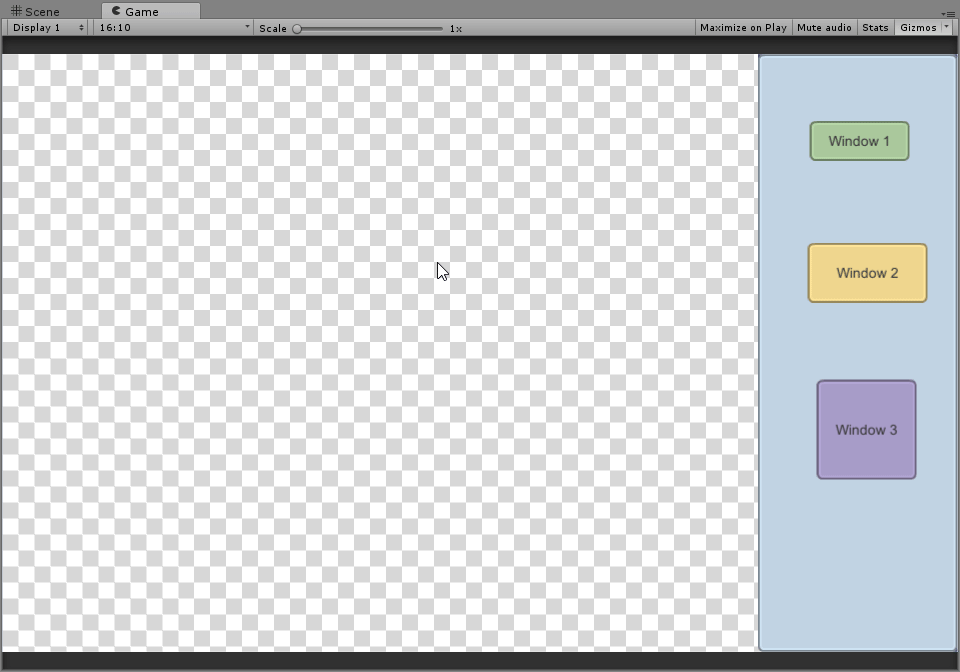 Scene Game
Display 1 16:10 Scale 1x Maximize on Play Mute audio Stats Gizmos
Window 1
Window 2
Window 3